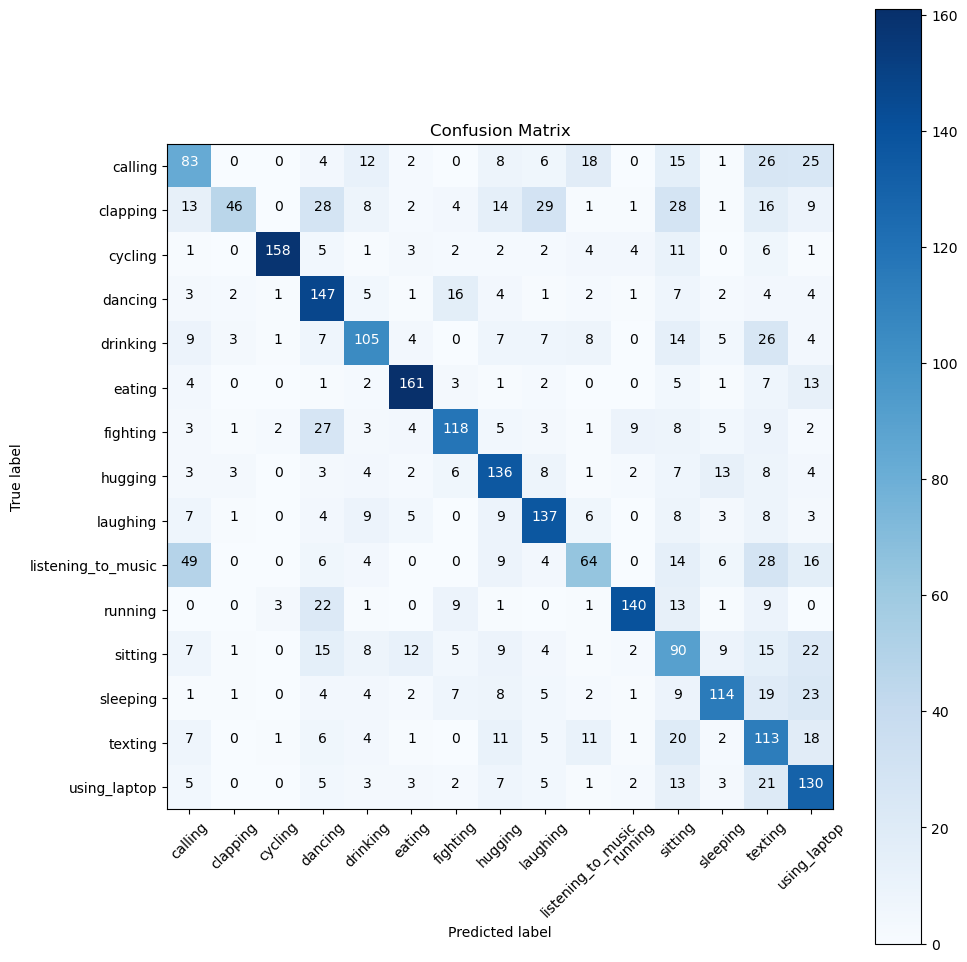 Confusion Matrix
True label
calling 83 0 0 4 12 2 0 8 6 18 0 15 1 26 25
clapping 13 46 0 28 8 2 4 14 29 1 1 28 1 16 9
cycling 1 0 158 5 1 3 2 2 2 4 4 11 0 6 1
dancing 3 2 1 147 5 1 16 4 1 2 1 7 2 4 4
drinking 9 3 1 7 105 4 0 7 7 8 0 14 5 26 4
eating 4 0 0 1 2 161 3 1 2 0 0 5 1 7 13
fighting 3 1 2 27 3 4 118 5 3 1 9 8 5 9 2
hugging 3 3 0 3 4 2 6 136 8 1 2 7 13 8 4
laughing 7 1 0 4 9 5 0 9 137 6 0 8 3 8 3
listening_to_music 49 0 0 6 4 0 0 9 4 64 0 14 6 28 16
running 0 0 3 22 1 0 9 1 0 1 140 13 1 9 0
sitting 7 1 0 15 8 12 5 9 4 1 2 90 9 15 22
sleeping 1 1 0 4 4 2 7 8 5 2 1 9 114 19 23
texting 7 0 1 6 4 1 0 11 5 11 1 20 2 113 18
using_laptop 5 0 0 5 3 3 2 7 5 1 2 13 3 21 130
calling clapping cycling dancing drinking eating fighting hugging laughing listening_to_music running sitting sleeping texting using_laptop
Predicted label
160
140
120
100
80
60
40
20
0